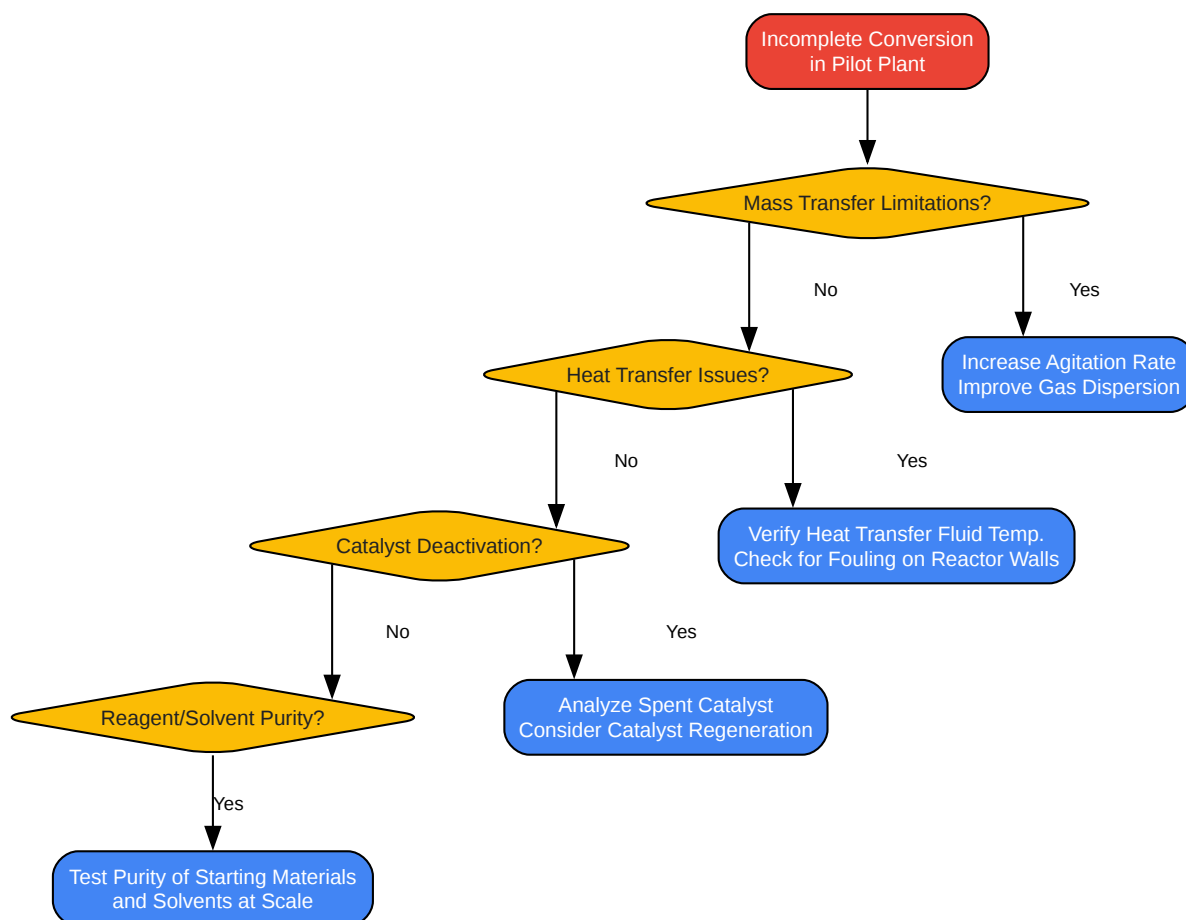 Incomplete Conversion
in Pilot Plant
Mass Transfer Limitations?
No
Yes
Heat Transfer Issues?
Increase Agitation Rate
Improve Gas Dispersion
No
Yes
Catalyst Deactivation?
Verify Heat Transfer Fluid Temp.
Check for Fouling on Reactor Walls
No
Yes
Reagent/Solvent Purity?
Analyze Spent Catalyst
Consider Catalyst Regeneration
Yes
Test Purity of Starting Materials
and Solvents at Scale